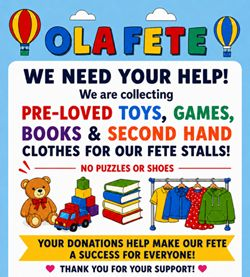 OLA FETE
WE NEED YOUR HELP!
We are collecting
PRE-LOVED TOYS, GAMES,
BOOKS & SECOND HAND
CLOTHES FOR OUR FETE STALLS!
NO PUZZLES OR SHOES
YOUR DONATIONS HELP MAKE OUR FETE
A SUCCESS FOR EVERYONE!
THANK YOU FOR YOUR SUPPORT!